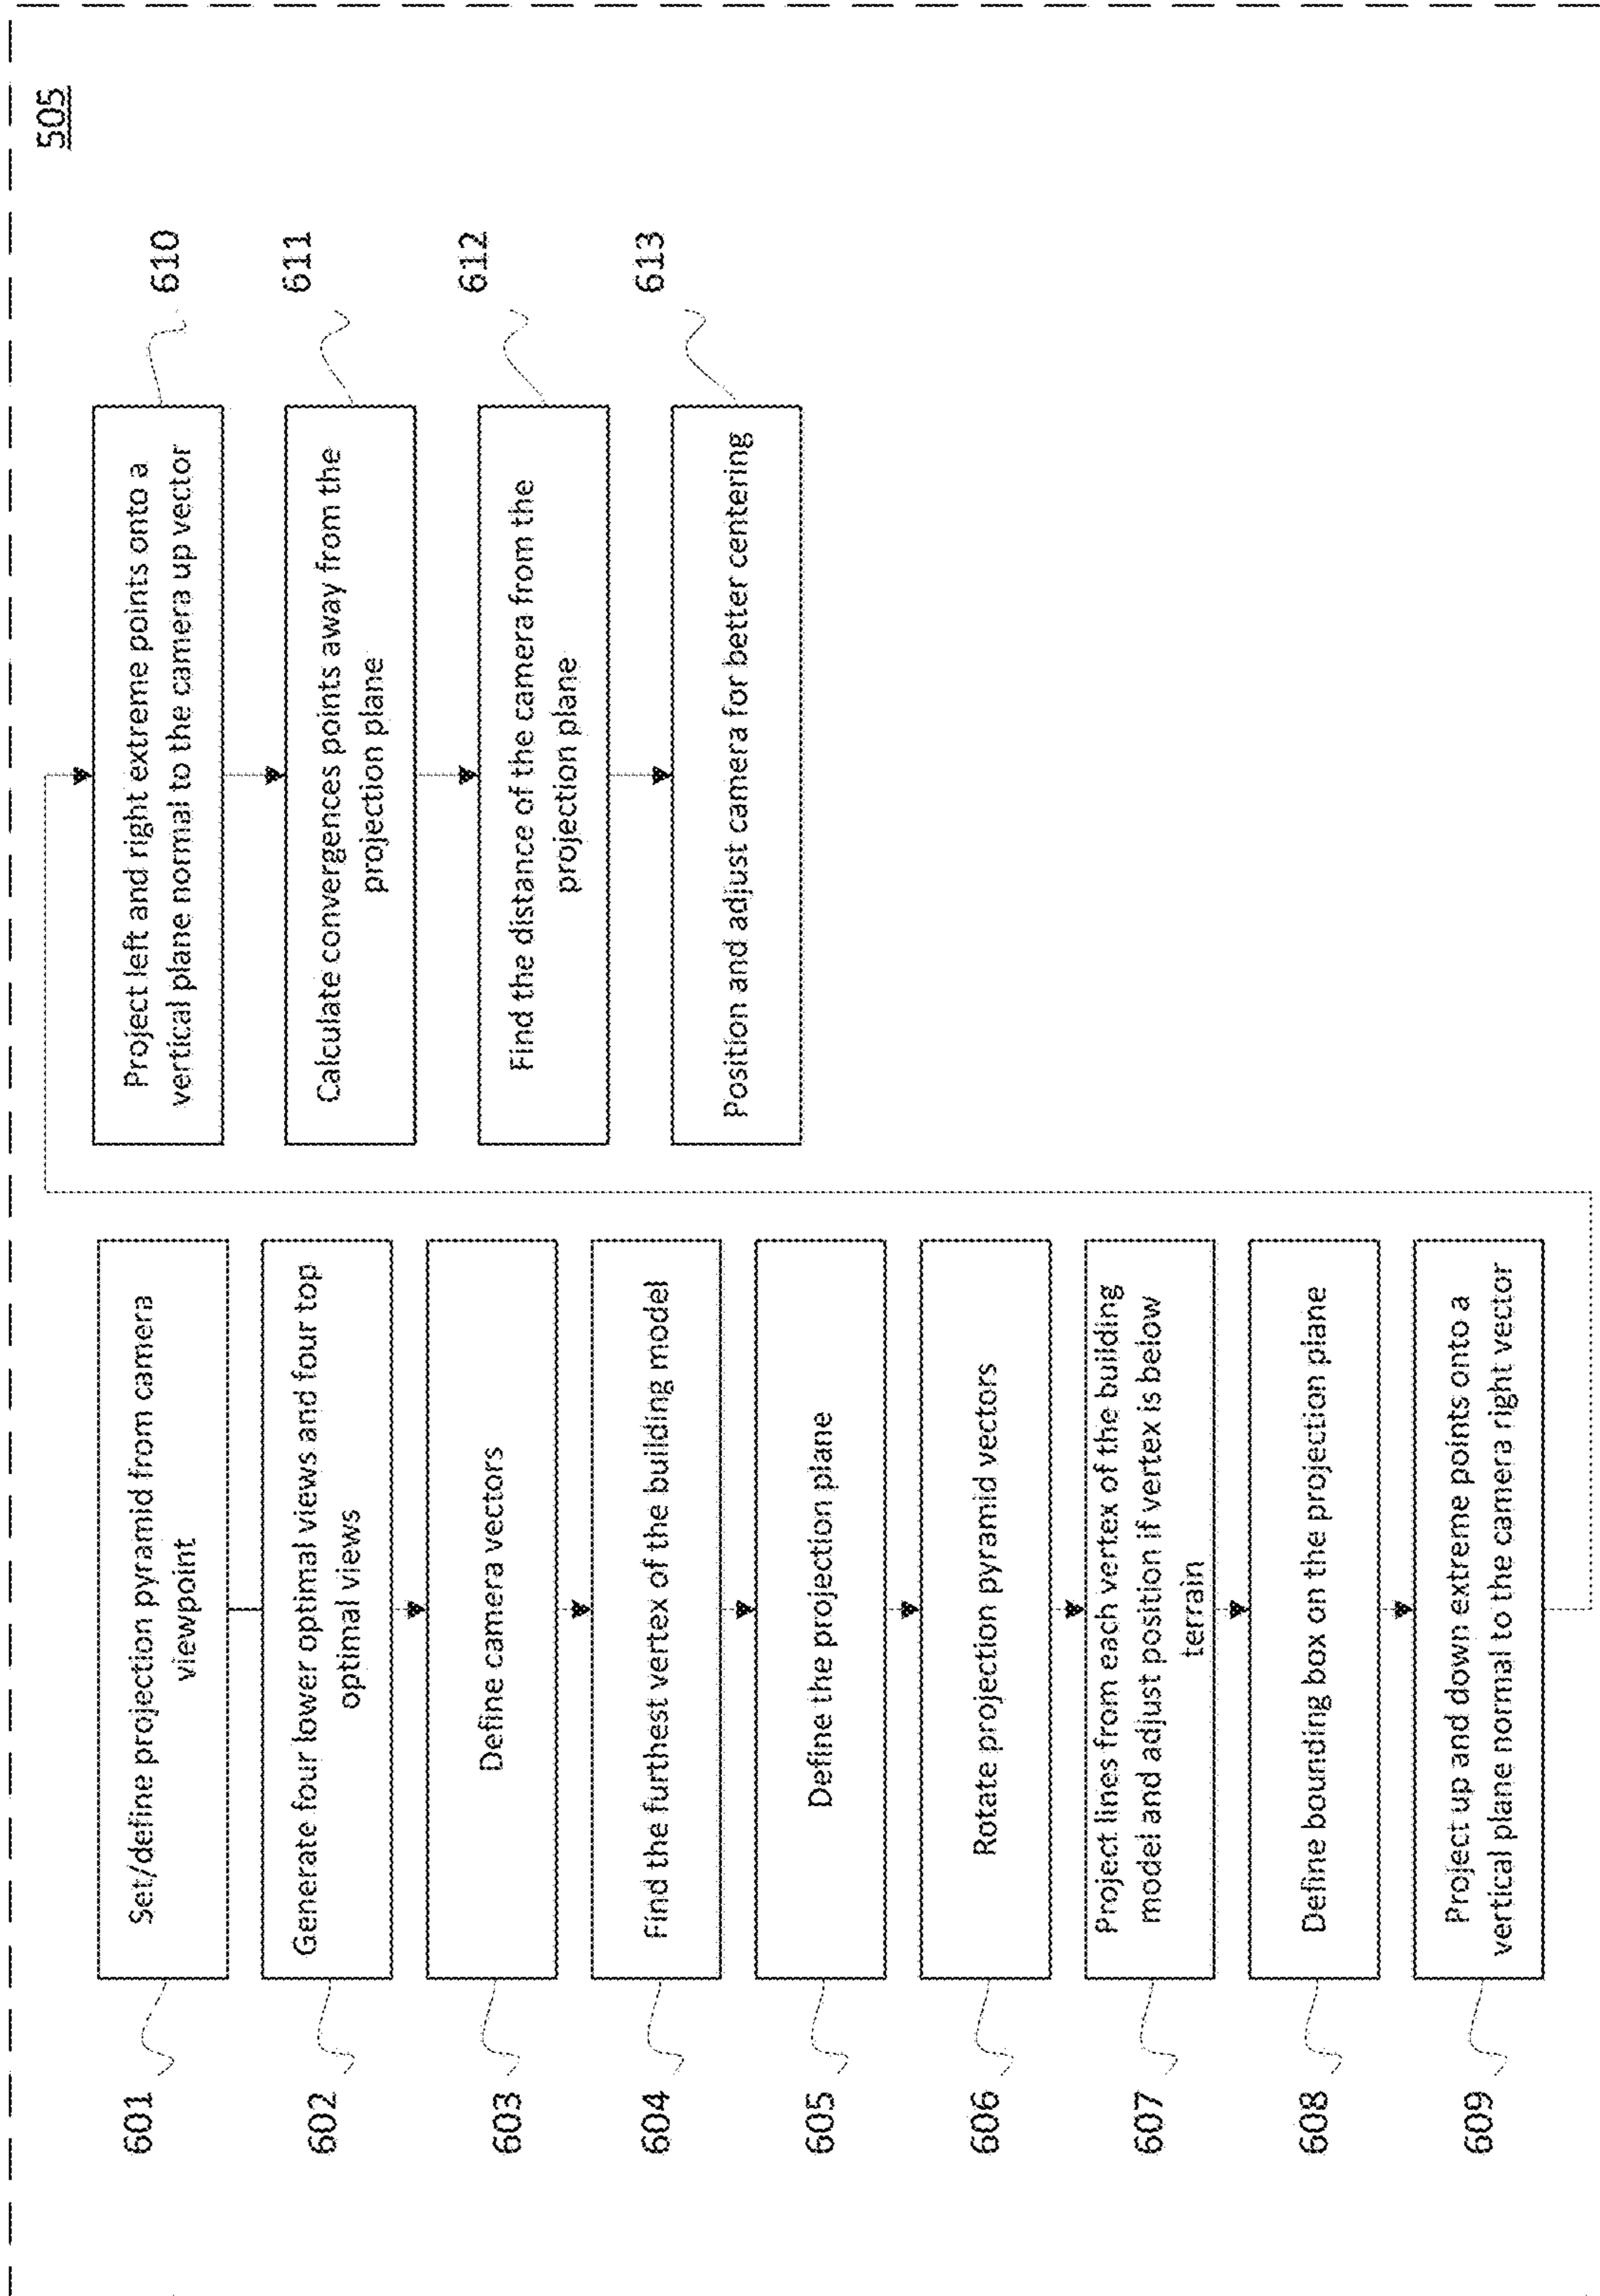 505
601
Set/define projection pyramid from camera
viewpoint
602
Generate four lower optimal views and four top
optimal views
603
Define camera vectors
604
Find the furthest vertex of the building model
605
Define the projection plane
606
Rotate projection pyramid vectors
607
Project lines from each vertex of the building
model and adjust position if vertex is below
terrain
608
Define bounding box on the projection plane
609
Project up and down extreme points onto a
vertical plane normal to the camera right vector
610
Project left and right extreme points onto a
vertical plane normal to the camera up vector
611
Calculate convergences points away from the
projection plane
612
Find the distance of the camera from the
projection plane
613
Position and adjust camera for better centering